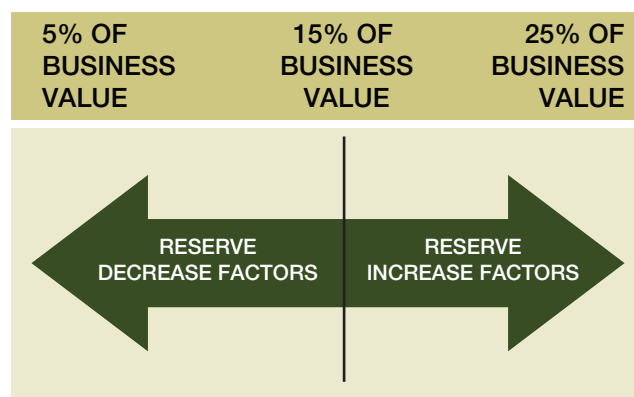 5% OF
BUSINESS
VALUE
15% OF
BUSINESS
VALUE
25% OF
BUSINESS
VALUE
RESERVE
DECREASE FACTORS
RESERVE
INCREASE FACTORS